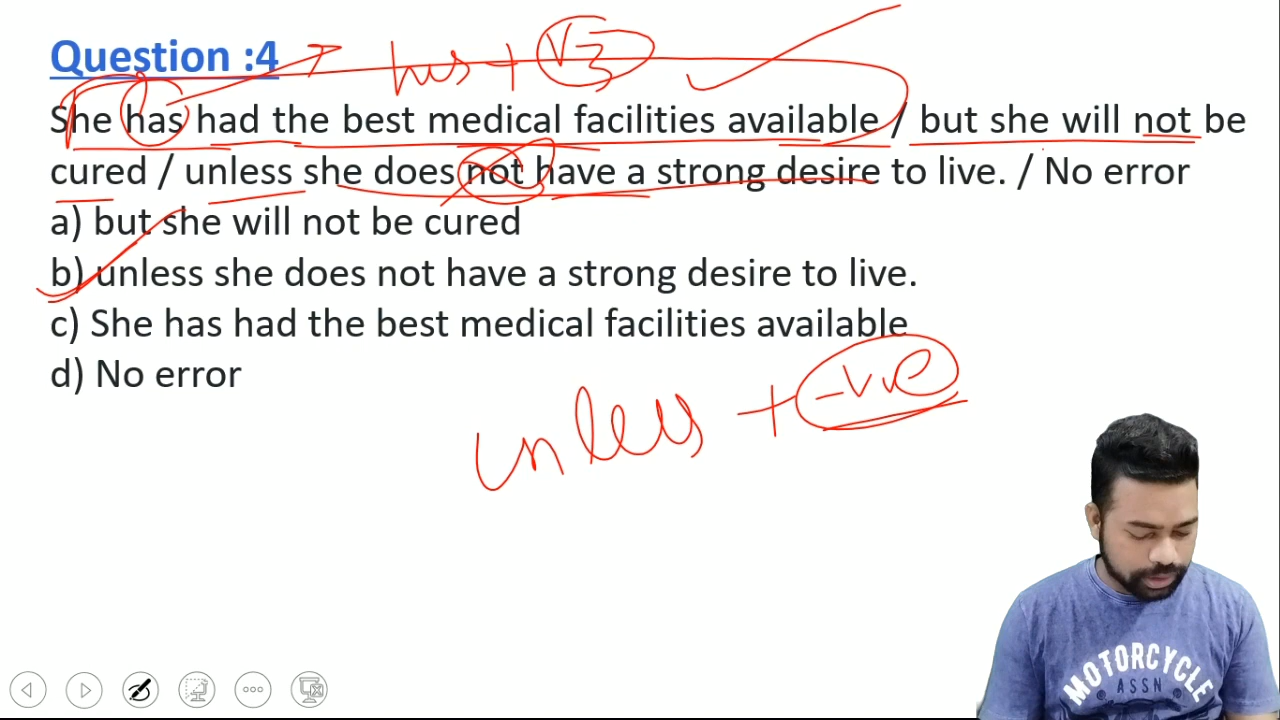 Question :4
has + V3
She has had the best medical facilities available / but she will not be
cured / unless she does not have a strong desire to live. / No error
a) but she will not be cured
b) unless she does not have a strong desire to live.
c) She has had the best medical facilities available
d) No error
unless + -ve
MOTORCYCLE
ASSN